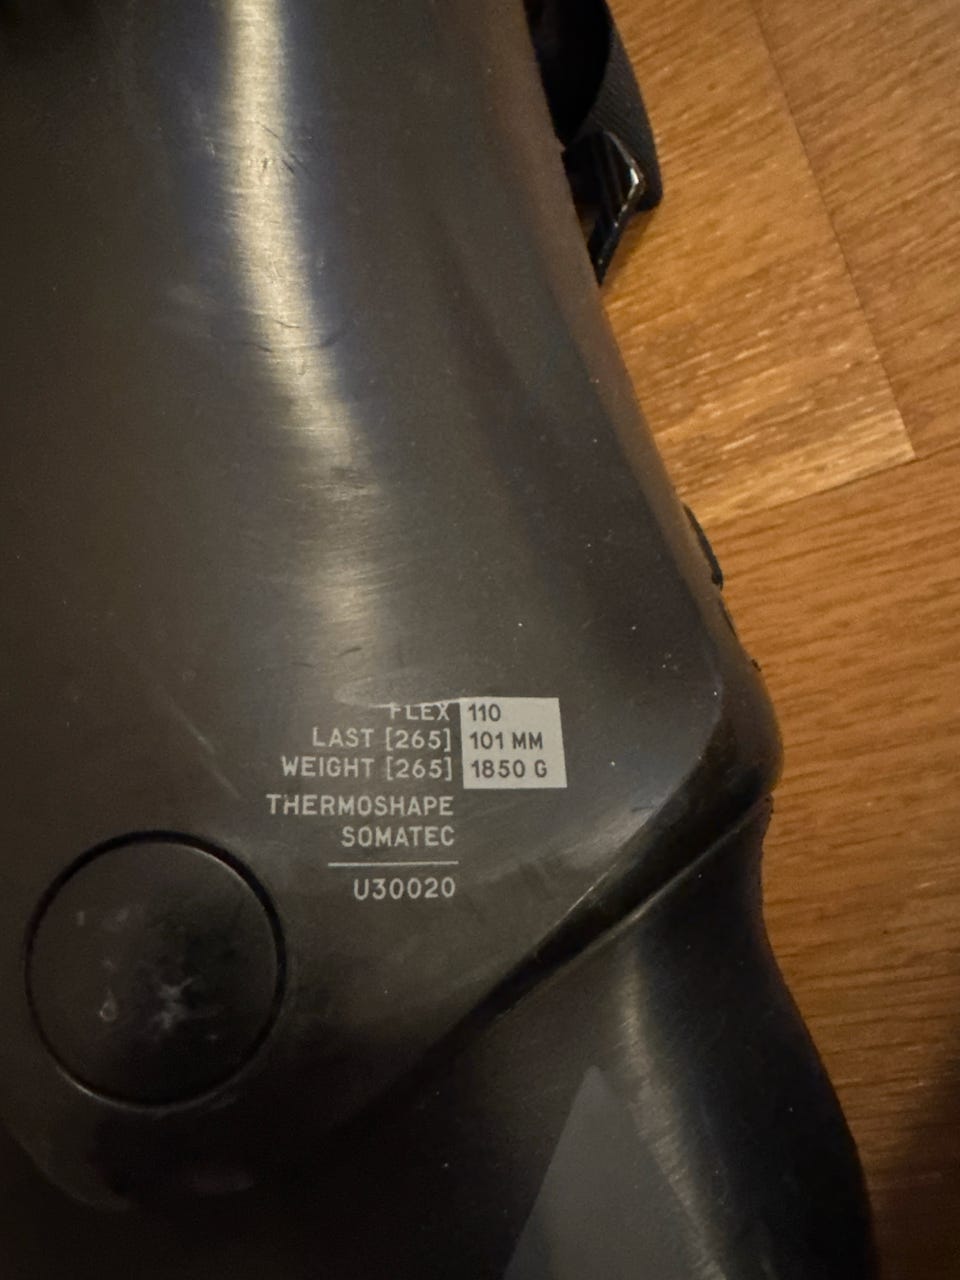 FLEX 110
LAST [265] 101 MM
WEIGHT [265] 1850 G
THERMOSHAPE
SOMATEC
U30020